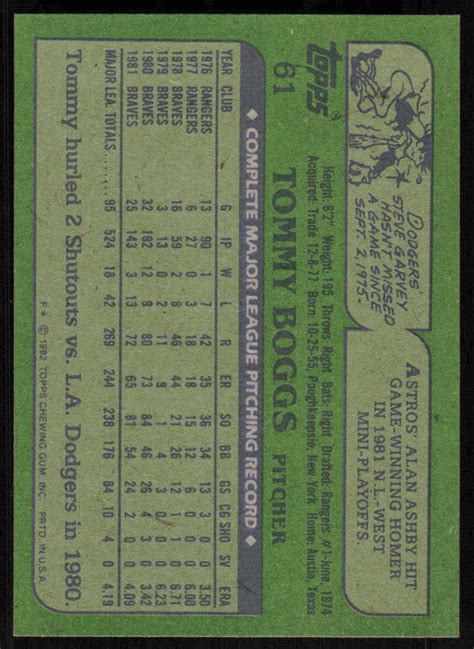 topps
61 TOMMY BOGGS PITCHER
Height: 6'2" Weight: 195 Throws: Right Bats: Right Drafted: Rangers #1-June, 1974
Acquired: Trade 12-8-77 Born: 10-25-55, Poughkeepsie, New York Home: Austin, Texas
COMPLETE MAJOR LEAGUE PITCHING RECORD
YEAR CLUB G IP W L R ER SO BB GS CG SHO SV ERA
1976 RANGERS 13 90 1 7 41 35 36 34 13 3 0 0 3.50
1977 RANGERS 6 27 0 3 20 18 15 12 6 0 0 0 6.00
1978 BRAVES 16 59 2 8 47 44 21 26 12 1 1 0 6.71
1979 BRAVES 3 13 0 2 9 9 1 4 3 0 0 0 6.23
1980 BRAVES 32 192 12 9 80 73 84 46 26 4 3 0 3.42
1981 BRAVES 25 143 3 13 72 65 81 54 24 2 0 0 4.09
MAJOR LEA. TOTALS 95 524 18 42 269 244 238 176 84 10 4 0 4.19
Tommy hurled 2 Shutouts vs. L.A. Dodgers in 1980.
F* © 1982 TOPPS CHEWING GUM, INC. PRTD. IN U.S.A.
DODGERS'
STEVE GARVEY
HASN'T MISSED
A GAME SINCE
SEPT. 2, 1975.
ASTROS' ALAN ASHBY HIT
GAME-WINNING HOMER
IN 1981 N.L.-WEST
MINI-PLAYOFFS.